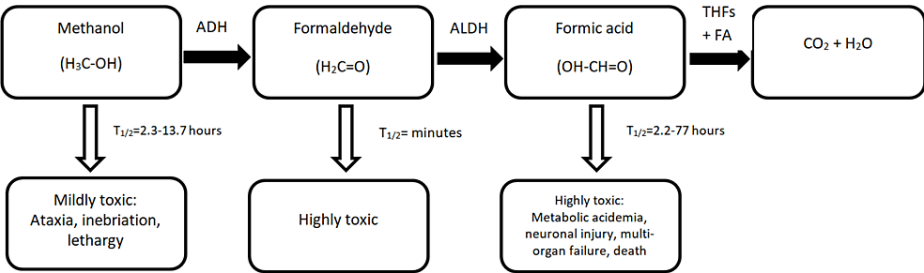 Methanol
(H₃C-OH)
ADH
Formaldehyde
(H₂C=O)
ALDH
Formic acid
(OH-CH=O)
THFs
+ FA
CO₂ + H₂O
T₁/₂=2.3-13.7 hours
T₁/₂= minutes
T₁/₂=2.2-77 hours
Mildly toxic:
Ataxia, inebriation,
lethargy
Highly toxic
Highly toxic:
Metabolic acidemia,
neuronal injury, multi-
organ failure, death